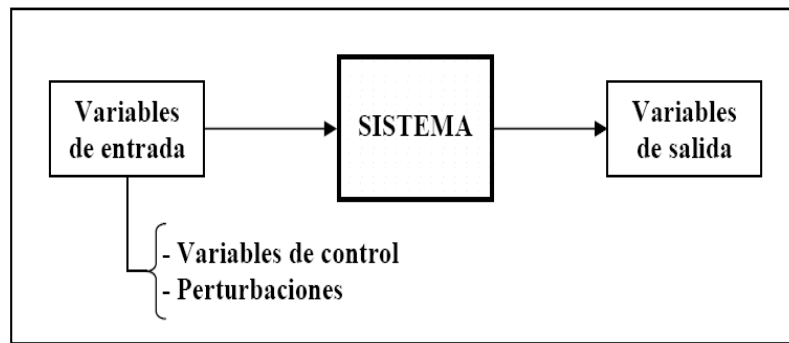 Variables
de entrada
SISTEMA
Variables
de salida
- Variables de control
- Perturbaciones